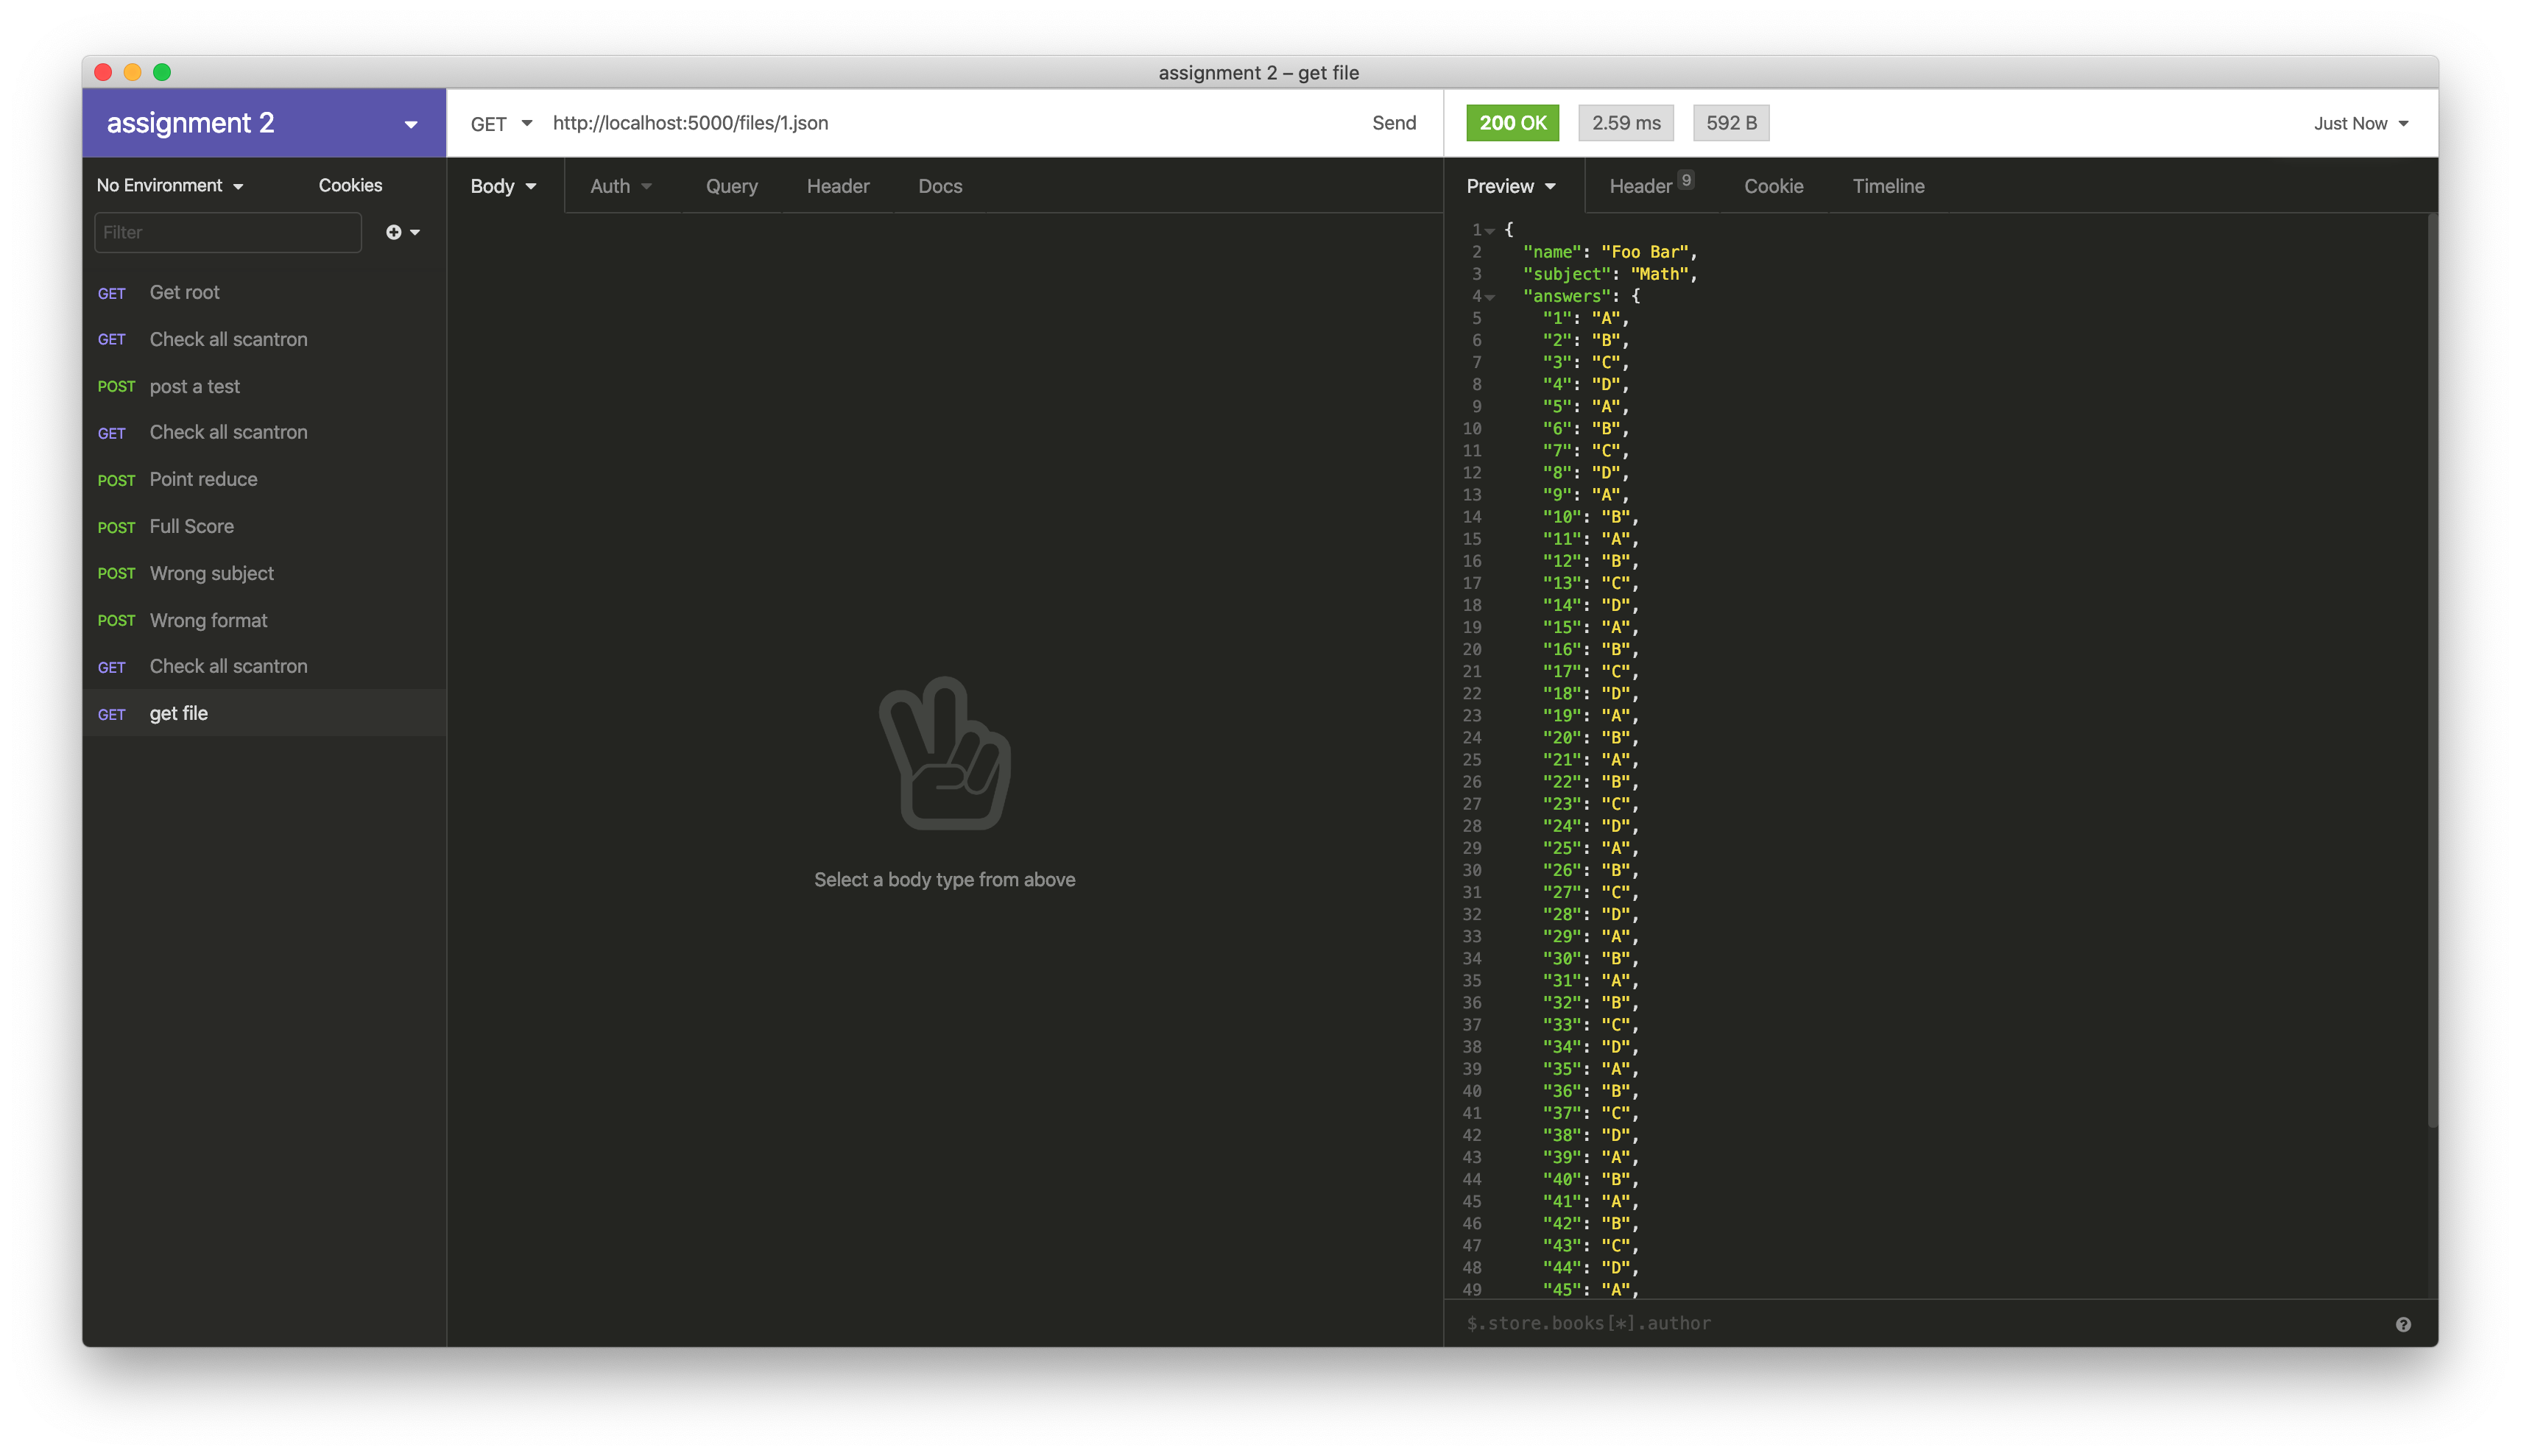 assignment 2 – get file
assignment 2
GET http://localhost:5000/files/1.json Send
200 OK 2.59 ms 592 B Just Now
No Environment Cookies
Filter
GET Get root
GET Check all scantron
POST post a test
GET Check all scantron
POST Point reduce
POST Full Score
POST Wrong subject
POST Wrong format
GET Check all scantron
GET get file
Body Auth Query Header Docs
Select a body type from above
Preview Header 9 Cookie Timeline
1 {
2 "name": "Foo Bar",
3 "subject": "Math",
4 "answers": {
5 "1": "A",
6 "2": "B",
7 "3": "C",
8 "4": "D",
9 "5": "A",
10 "6": "B",
11 "7": "C",
12 "8": "D",
13 "9": "A",
14 "10": "B",
15 "11": "A",
16 "12": "B",
17 "13": "C",
18 "14": "D",
19 "15": "A",
20 "16": "B",
21 "17": "C",
22 "18": "D",
23 "19": "A",
24 "20": "B",
25 "21": "A",
26 "22": "B",
27 "23": "C",
28 "24": "D",
29 "25": "A",
30 "26": "B",
31 "27": "C",
32 "28": "D",
33 "29": "A",
34 "30": "B",
35 "31": "A",
36 "32": "B",
37 "33": "C",
38 "34": "D",
39 "35": "A",
40 "36": "B",
41 "37": "C",
42 "38": "D",
43 "39": "A",
44 "40": "B",
45 "41": "A",
46 "42": "B",
47 "43": "C",
48 "44": "D",
49 "45": "A",
$.store.books[*].author